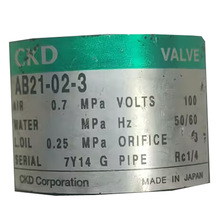 CKD VALVE
AB21-02-3
AIR 0.7 MPa VOLTS 100
WATER MPa Hz 50/60
L.OIL 0.25 MPa ORIFICE 3
SERIAL 7Y14 G PIPE Rc1/4
CKD Corporation MADE IN JAPAN